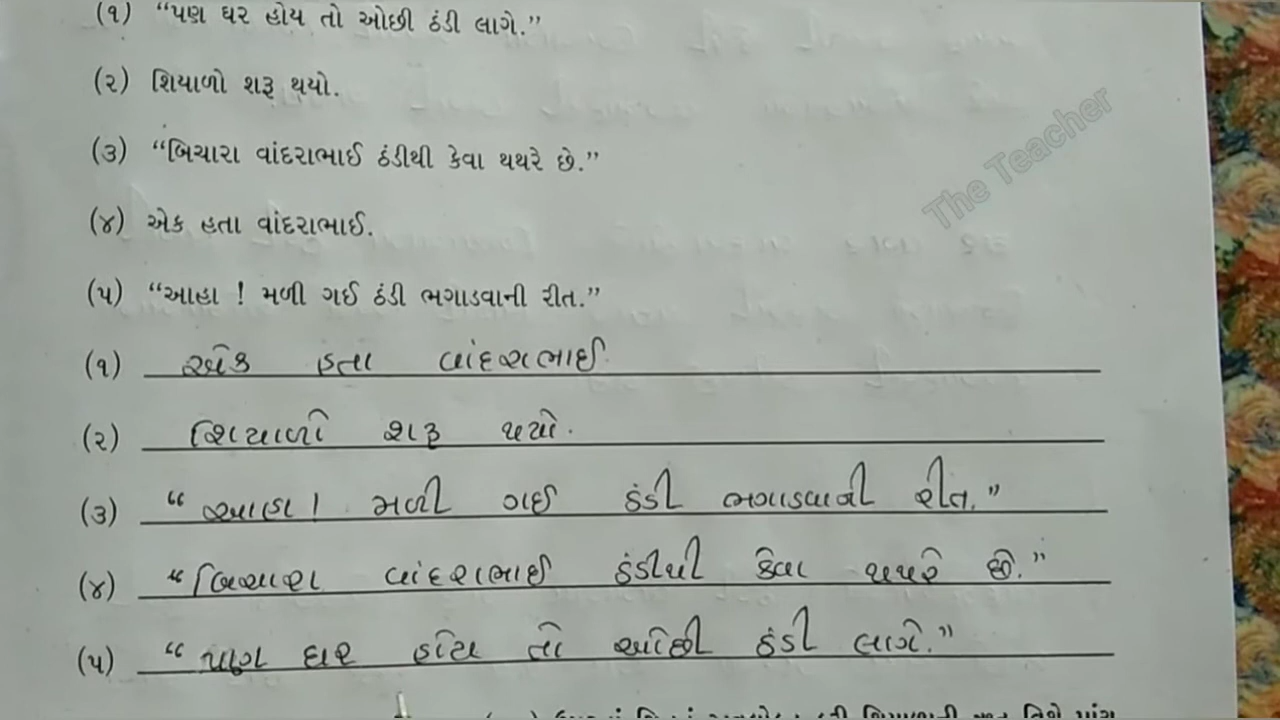 (૧) “પણ ઘર હોય તો ઓછી ઠંડી લાગે.”
(૨) શિયાળો શરૂ થયો.
(૩) “બિચારા વાંદરાભાઈ ઠંડીથી કેવા થથરે છે.”
The Teacher
(૪) એક હતા વાંદરાભાઈ.
(૫) “આહા ! મળી ગઈ ઠંડી ભગાડવાની રીત.”
(૧) એક હતા વાંદરાભાઈ.
(૨) શિયાળો શરૂ થયો.
(૩) “આહા! મળી ગઈ ઠંડી ભગાડવાની રીત.”
(૪) “બિચારા વાંદરાભાઈ ઠંડીથી કેવા થથરે છે.”
(૫) “પણ ઘર હોય તો ઓછી ઠંડી લાગે.”